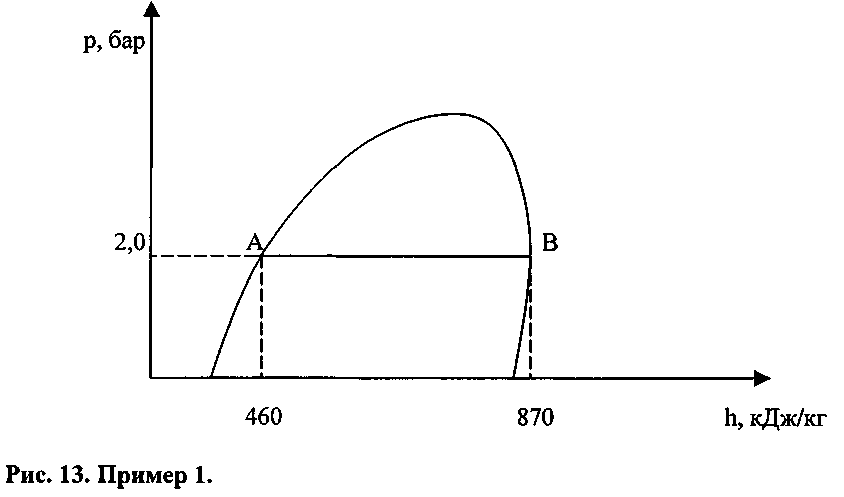 p, бар
2,0
A
B
460
870
h, кДж/кг
Рис. 13. Пример 1.